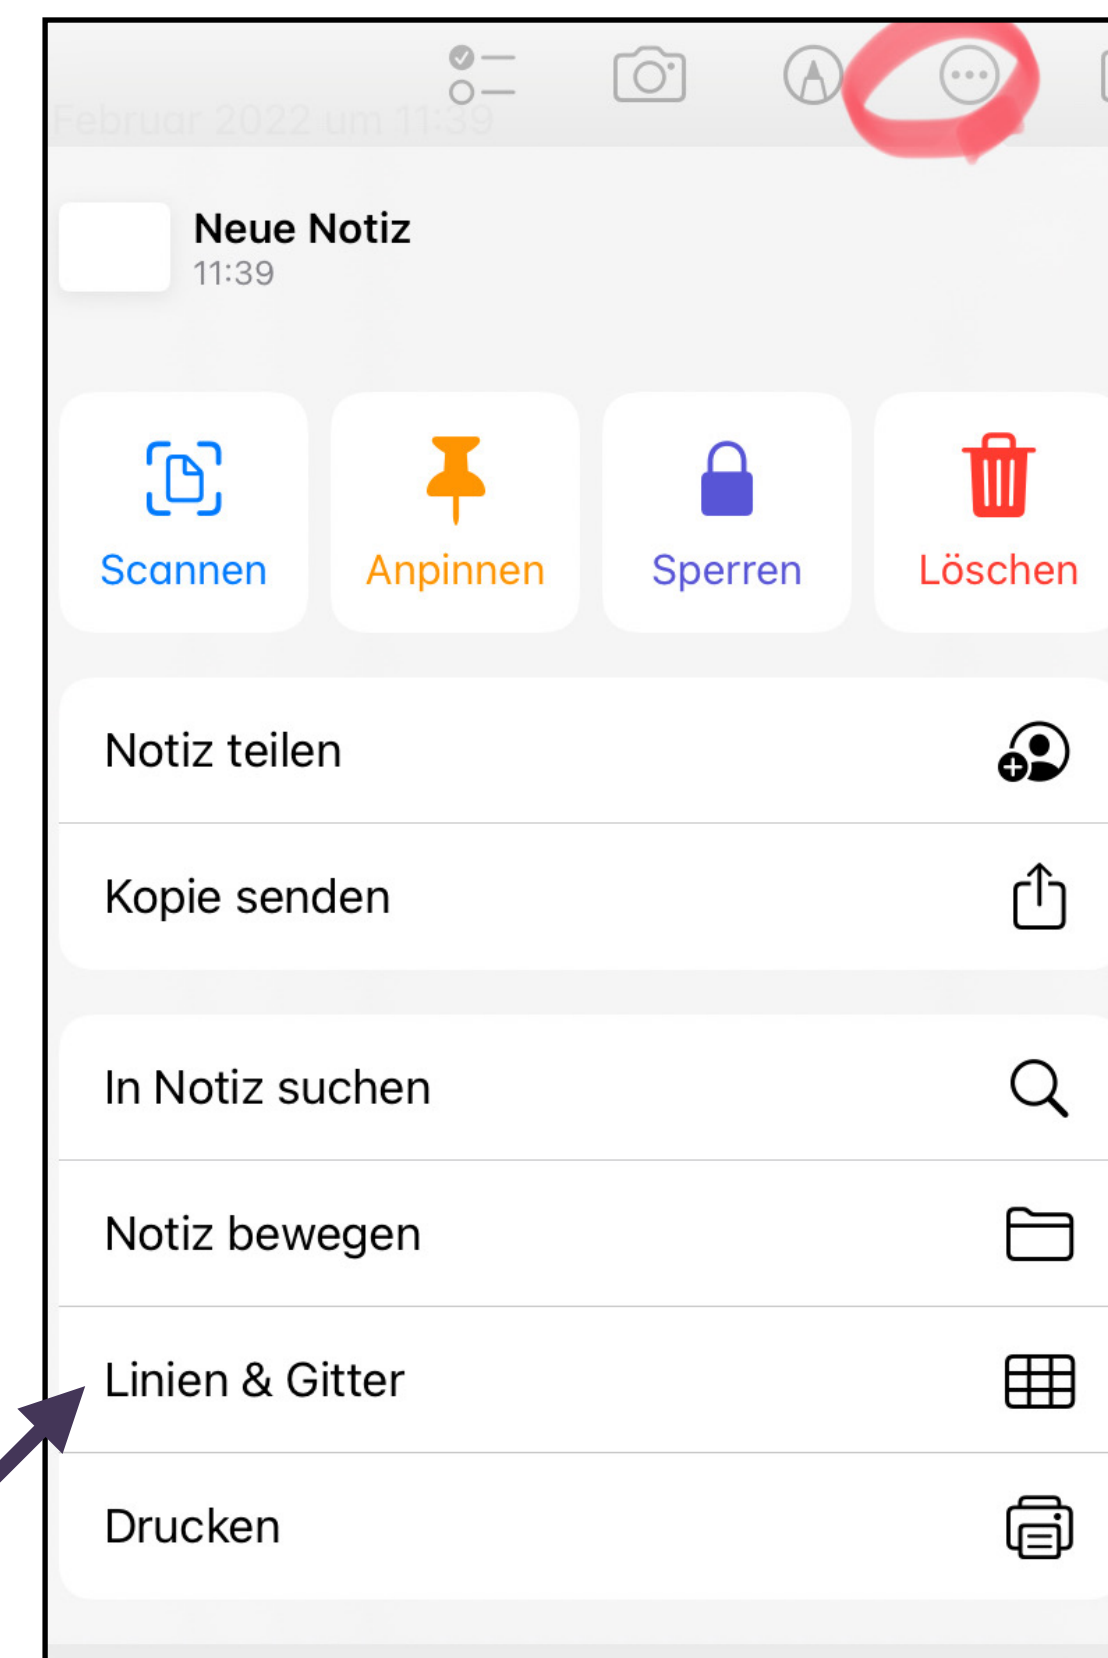 Februar 2022 um 11:39
Neue Notiz
11:39
Scannen
Anpinnen
Sperren
Löschen
Notiz teilen
Kopie senden
In Notiz suchen
Notiz bewegen
Linien & Gitter
Drucken